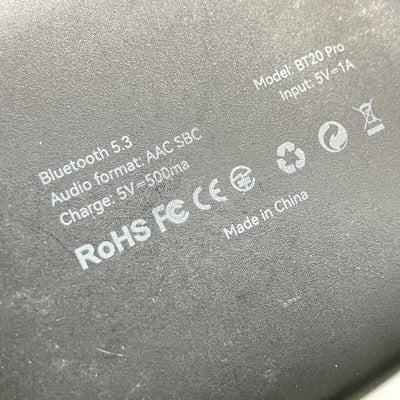 Bluetooth 5.3
Audio format: AAC SBC
Charge: 5V=500ma
Model: BT20 Pro
Input: 5V=1A
RoHS FC CE
Made in China